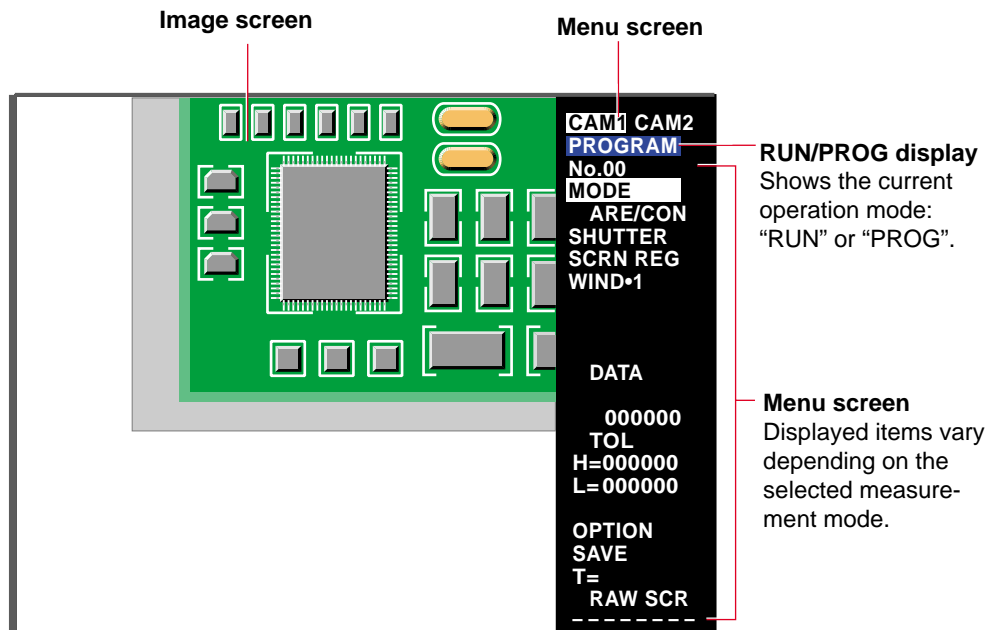 Image screen
Menu screen
CAM1 CAM2
PROGRAM
No.00
MODE
ARE/CON
SHUTTER
SCRN REG
WIND•1
DATA
000000
TOL
H=000000
L=000000
OPTION
SAVE
T=
RAW SCR
--------
RUN/PROG display
Shows the current
operation mode:
“RUN” or “PROG”.
Menu screen
Displayed items vary
depending on the
selected measure-
ment mode.